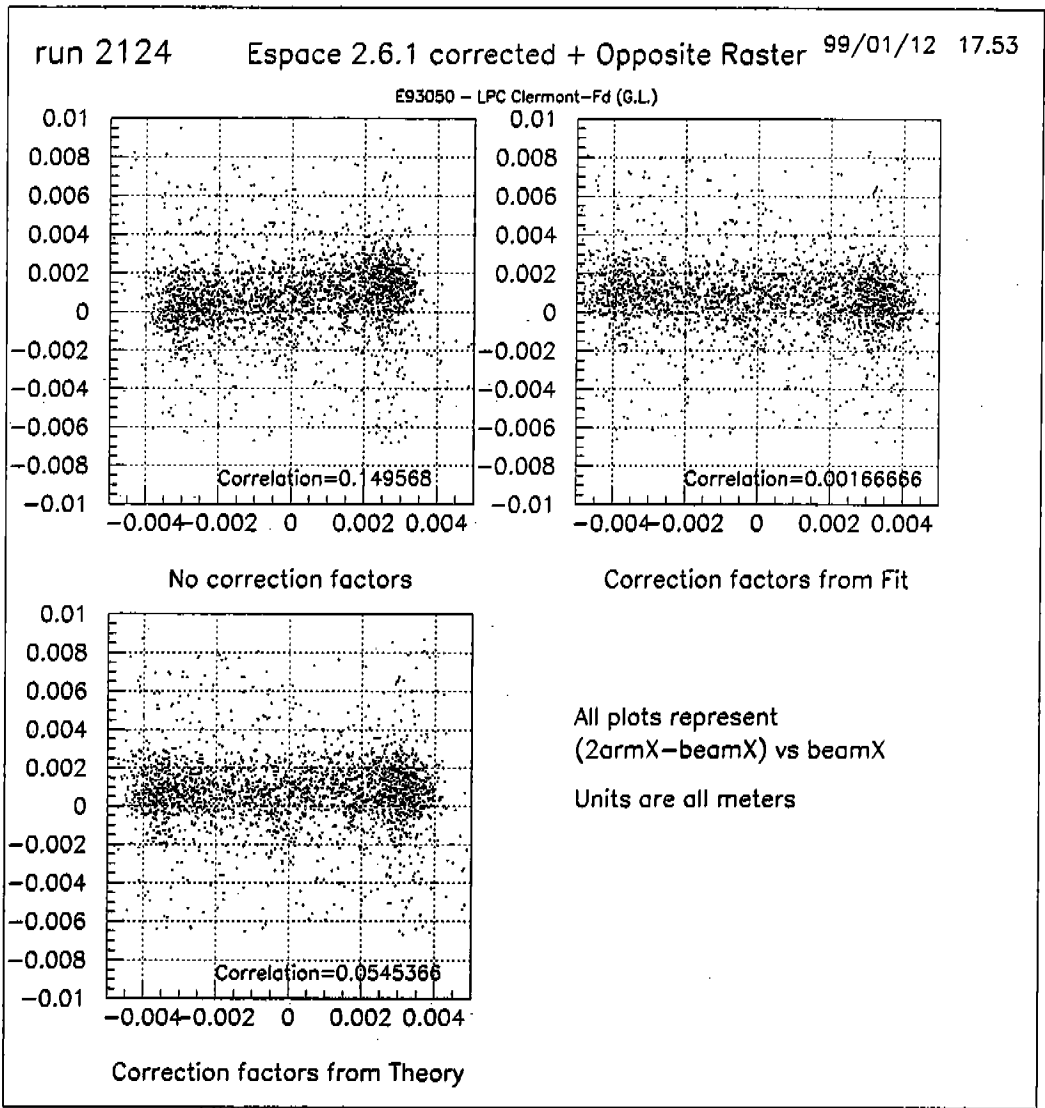 run 2124 Espace 2.6.1 corrected + Opposite Raster 99/01/12 17.53
E93050 – LPC Clermont–Fd (G.L.)
0.01
0.008
0.006
0.004
0.002
0
−0.002
−0.004
−0.006
−0.008
−0.01
Correlation=0.149568
−0.004 −0.002 0 0.002 0.004
No correction factors
0.01
0.008
0.006
0.004
0.002
0
−0.002
−0.004
−0.006
−0.008
−0.01
Correlation=0.00166666
−0.004 −0.002 0 0.002 0.004
Correction factors from Fit
0.01
0.008
0.006
0.004
0.002
0
−0.002
−0.004
−0.006
−0.008
−0.01
Correlation=0.0545366
−0.004 −0.002 0 0.002 0.004
Correction factors from Theory
All plots represent
(2armX−beamX) vs beamX
Units are all meters